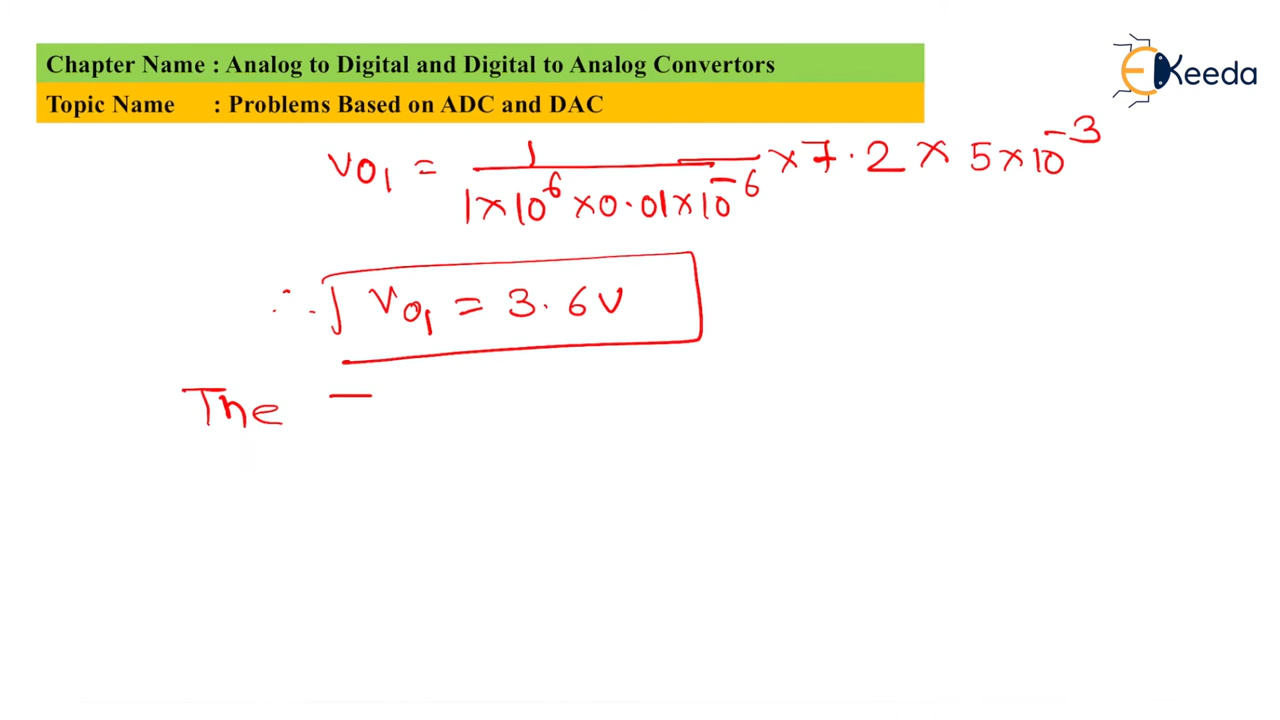 Chapter Name : Analog to Digital and Digital to Analog Convertors
Topic Name : Problems Based on ADC and DAC
EKeeda
VO1 = 1 / 1×10^6 ×0.01×10^-6 × 7.2 × 5×10^-3
∴ VO1 = 3.6V
The